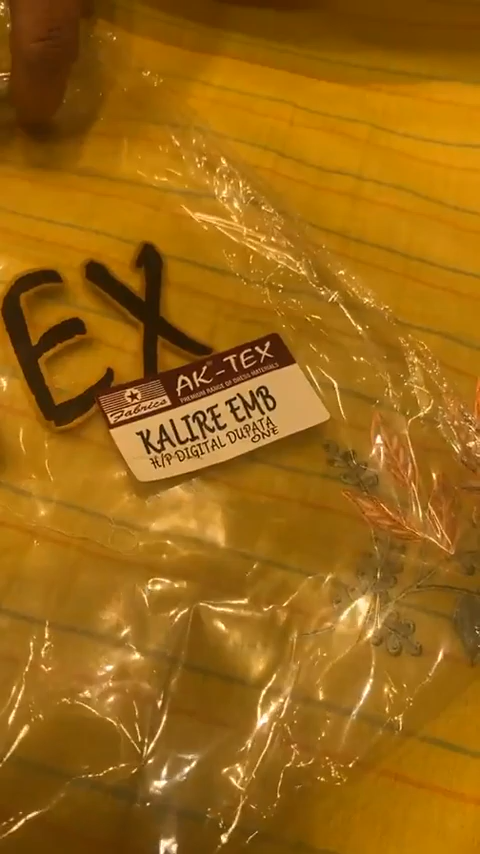 EX
AK-TEX
PREMIUM RANGE OF DRESS MATERIALS
Fabrics
KALIRE EMB
H/P-DIGITAL DUPATA
ONE